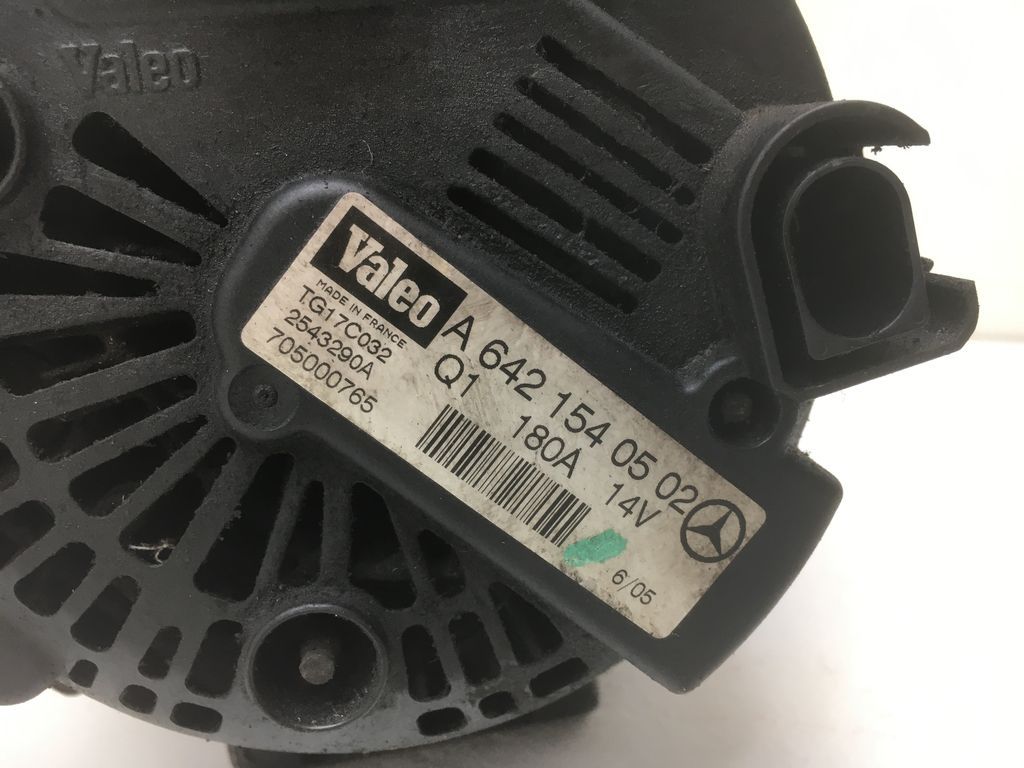 Valeo
Valeo
MADE IN FRANCE
TG17C032
2543290A
705000765
A 642 154 05 02
Q1 180A 14V
6/05